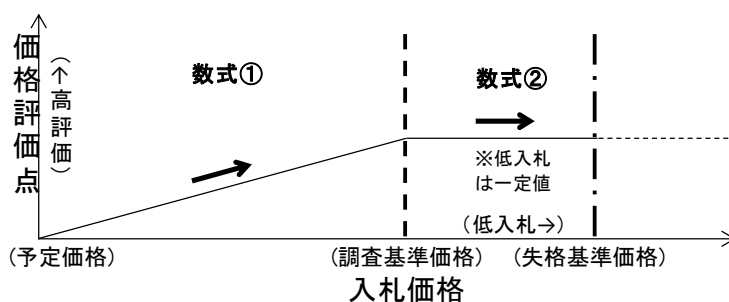 価格評価点
（↑高評価）
数式①
数式②
※低入札
は一定値
（低入札→）
（予定価格）
（調査基準価格）
（失格基準価格）
入札価格